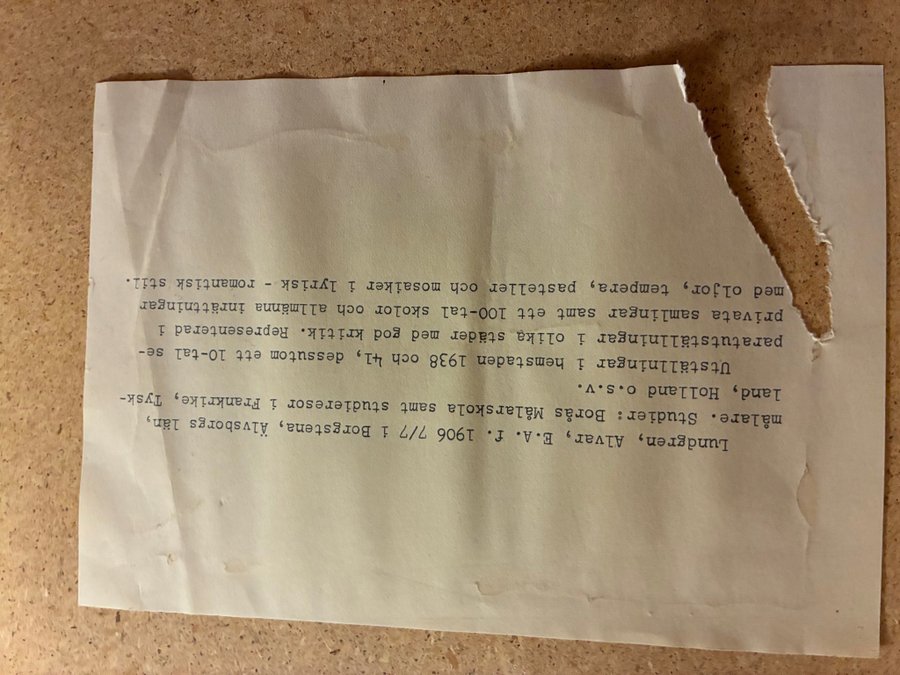 Lundgren, Alvar, E.A. f. 1906 7/7 i Borgstena, Älvsborgs län,
målare. Studier: Borås Målarskola samt studieresor i Frankrike, Tysk-
land, Holland o.s.v.
Utställningar i hemstaden 1938 och 41, dessutom ett 10-tal se-
paratutställningar i olika städer med god kritik. Representerad i
privata samlingar samt ett 100-tal skolor och allmänna inrättningar
med oljor, tempera, pasteller och mosaiker i lyrisk - romantisk stil.